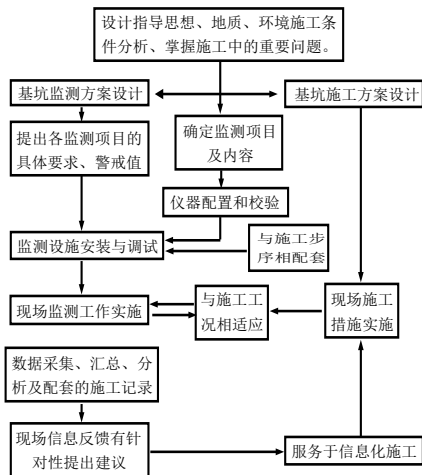 设计指导思想、地质、环境施工条
件分析、掌握施工中的重要问题。
基坑监测方案设计
基坑施工方案设计
提出各监测项目的
具体要求、警戒值
确定监测项目
及内容
仪器配置和校验
监测设施安装与调试
与施工步
序相配套
现场监测工作实施
与施工工
况相适应
现场施工
措施实施
数据采集、汇总、分
析及配套的施工记录
现场信息反馈有针
对性提出建议
服务于信息化施工